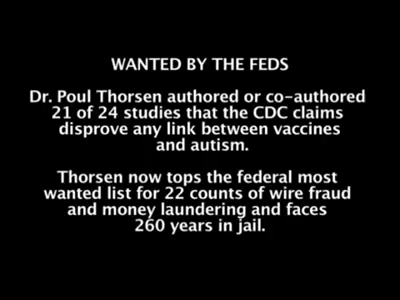 WANTED BY THE FEDS
Dr. Poul Thorsen authored or co-authored
21 of 24 studies that the CDC claims
disprove any link between vaccines
and autism.
Thorsen now tops the federal most
wanted list for 22 counts of wire fraud
and money laundering and faces
260 years in jail.